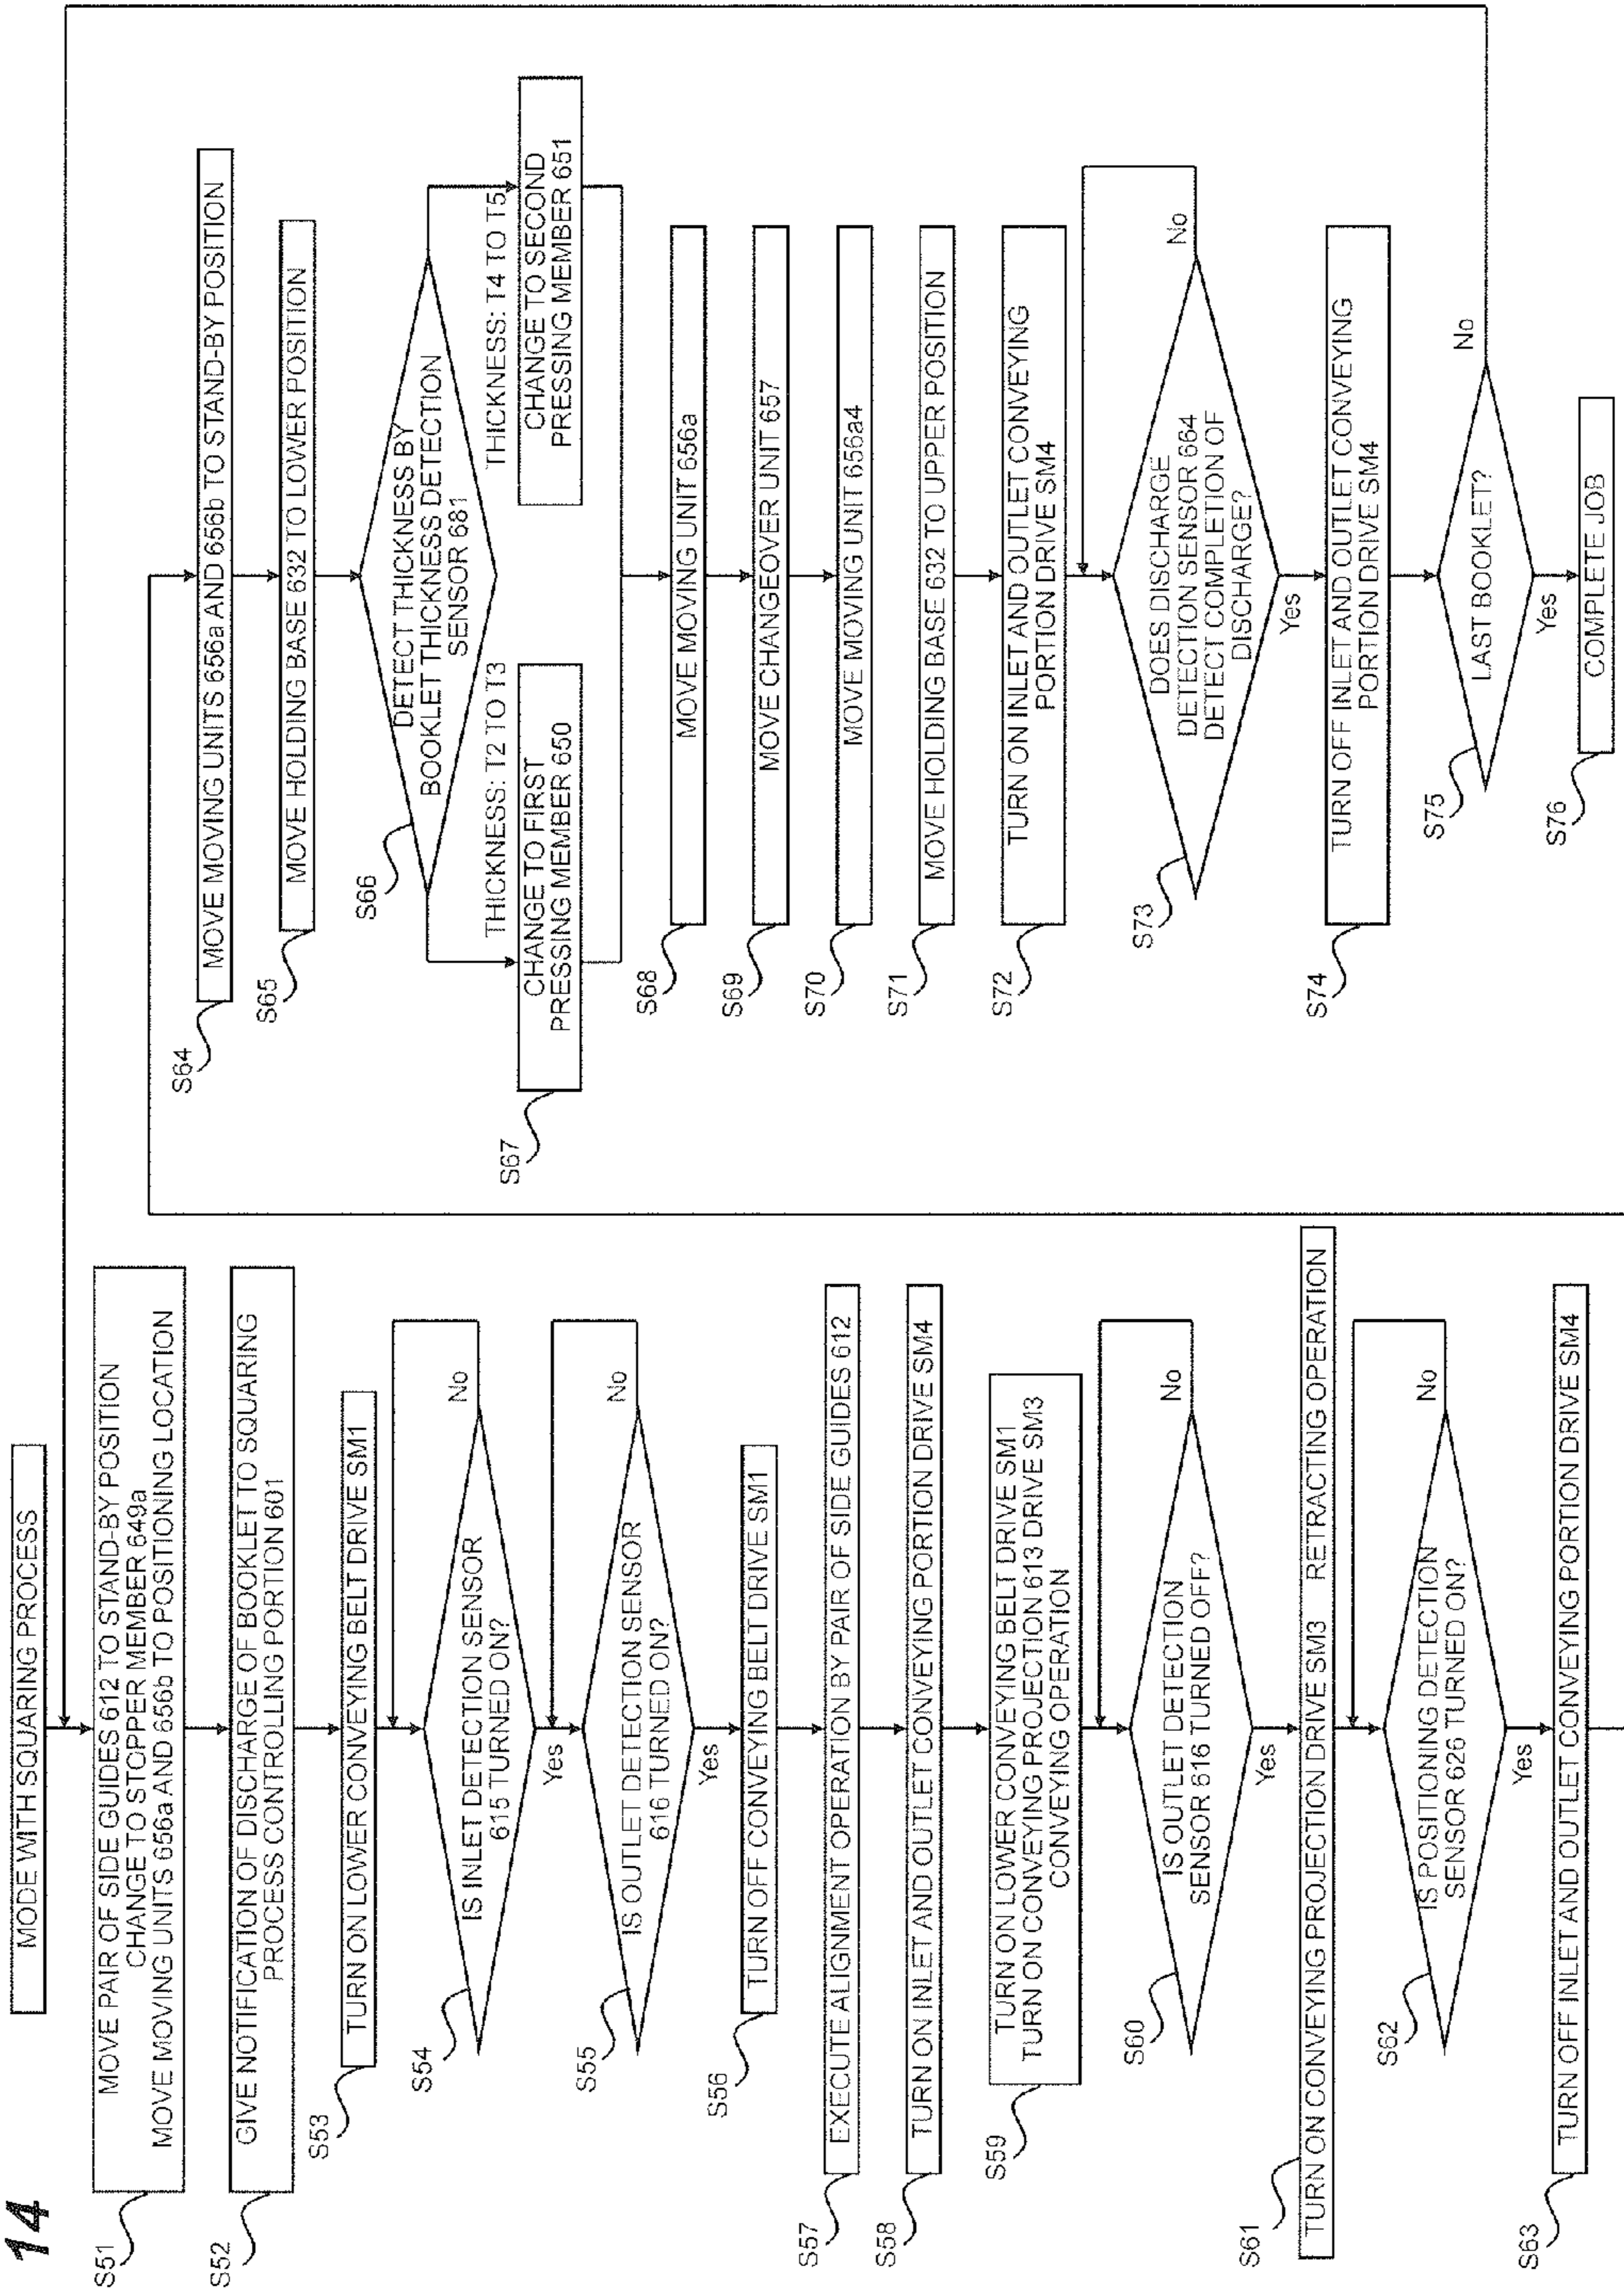 14
MODE WITH SQUARING PROCESS
S51
MOVE PAIR OF SIDE GUIDES 612 TO STAND-BY POSITION
CHANGE TO STOPPER MEMBER 649a
MOVE MOVING UNITS 656a AND 656b TO POSITIONING LOCATION
S52
GIVE NOTIFICATION OF DISCHARGE OF BOOKLET TO SQUARING
PROCESS CONTROLLING PORTION 601
S53
TURN ON LOWER CONVEYING BELT DRIVE SM1
S54
IS INLET DETECTION SENSOR
615 TURNED ON?
No
Yes
S55
IS OUTLET DETECTION SENSOR
616 TURNED ON?
No
Yes
S56
TURN OFF CONVEYING BELT DRIVE SM1
S57
EXECUTE ALIGNMENT OPERATION BY PAIR OF SIDE GUIDES 612
S58
TURN ON INLET AND OUTLET CONVEYING PORTION DRIVE SM4
S59
TURN ON LOWER CONVEYING BELT DRIVE SM1
TURN ON CONVEYING PROJECTION 613 DRIVE SM3
CONVEYING OPERATION
S60
IS OUTLET DETECTION
SENSOR 616 TURNED OFF?
No
Yes
S61
TURN ON CONVEYING PROJECTION DRIVE SM3 RETRACTING OPERATION
S62
IS POSITIONING DETECTION
SENSOR 626 TURNED ON?
No
Yes
S63
TURN OFF INLET AND OUTLET CONVEYING PORTION DRIVE SM4
S64
MOVE MOVING UNITS 656a AND 656b TO STAND-BY POSITION
S65
MOVE HOLDING BASE 632 TO LOWER POSITION
S66
DETECT THICKNESS BY
BOOKLET THICKNESS DETECTION
SENSOR 681
THICKNESS: T2 TO T3
THICKNESS: T4 TO T5
S67
CHANGE TO FIRST
PRESSING MEMBER 650
CHANGE TO SECOND
PRESSING MEMBER 651
S68
MOVE MOVING UNIT 656a
S69
MOVE CHANGEOVER UNIT 657
S70
MOVE MOVING UNIT 656a4
S71
MOVE HOLDING BASE 632 TO UPPER POSITION
S72
TURN ON INLET AND OUTLET CONVEYING
PORTION DRIVE SM4
S73
DOES DISCHARGE
DETECTION SENSOR 664
DETECT COMPLETION OF
DISCHARGE?
No
Yes
S74
TURN OFF INLET AND OUTLET CONVEYING
PORTION DRIVE SM4
S75
LAST BOOKLET?
No
Yes
S76
COMPLETE JOB